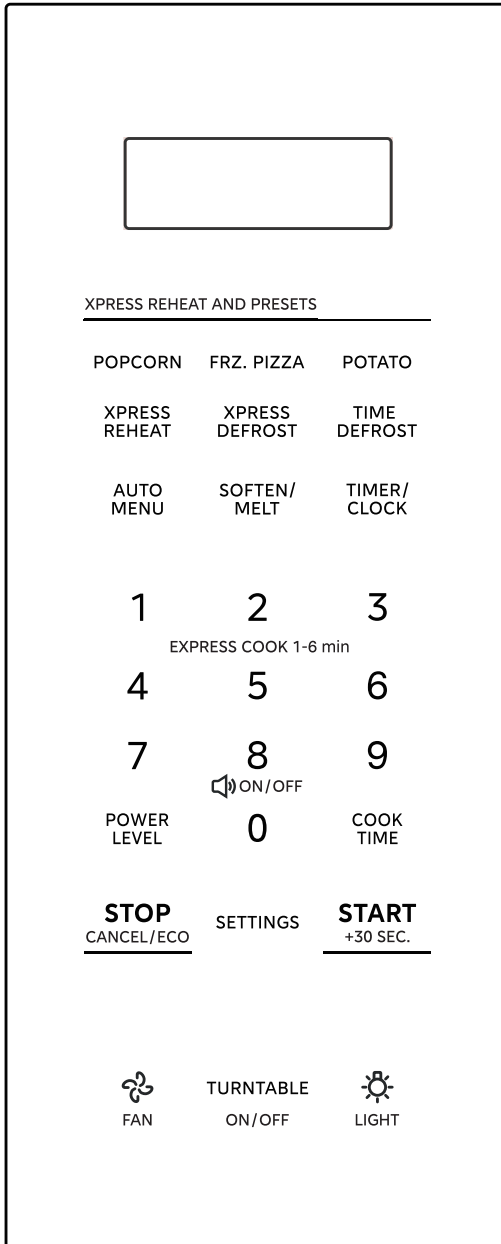 XPRESS REHEAT AND PRESETS
POPCORN FRZ. PIZZA POTATO
XPRESS REHEAT XPRESS DEFROST TIME DEFROST
AUTO MENU SOFTEN/ MELT TIMER/ CLOCK
1 2 3
EXPRESS COOK 1-6 min
4 5 6
7 8 9
ON/OFF
POWER LEVEL 0 COOK TIME
STOP SETTINGS START
CANCEL/ECO +30 SEC.
TURNTABLE
FAN ON/OFF LIGHT